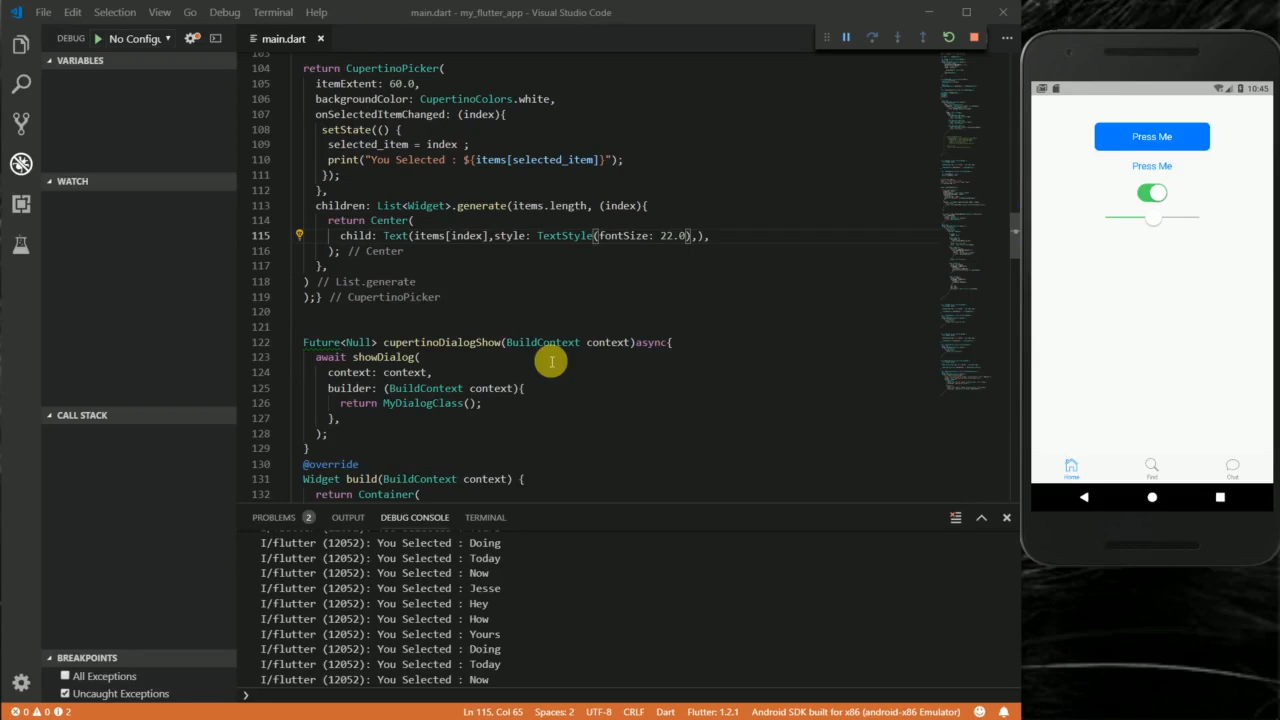 File Edit Selection View Go Debug Terminal Help
main.dart - my_flutter_app - Visual Studio Code
DEBUG No Configu
main.dart
VARIABLES
WATCH
CALL STACK
BREAKPOINTS
All Exceptions
Uncaught Exceptions
104 return CupertinoPicker(
105 itemExtent: 60.0,
106 backgroundColor: CupertinoColors.white,
107 onSelectedItemChanged: (index){
108 setState(() {
109 selected_item = index ;
110 print("You Selected : ${items[selected_item]}");
111 });
112 },
113 children: List<Widget>.generate(items.length, (index){
114 return Center(
115 child: Text(items[index],style: TextStyle(fontSize: 22.0),),
116 ); // Center
117 },
118 ) // List.generate
119 );} // CupertinoPicker
120
121
122 Future<Null> cupertinoDialogShow(BuildContext context)async{
123 await showDialog(
124 context: context,
125 builder: (BuildContext context){
126 return MyDialogClass();
127 },
128 );
129 }
130 @override
131 Widget build(BuildContext context) {
132 return Container(
PROBLEMS 2 OUTPUT DEBUG CONSOLE TERMINAL
I/flutter (12052): You Selected : Doing
I/flutter (12052): You Selected : Today
I/flutter (12052): You Selected : Now
I/flutter (12052): You Selected : Jesse
I/flutter (12052): You Selected : Hey
I/flutter (12052): You Selected : How
I/flutter (12052): You Selected : Yours
I/flutter (12052): You Selected : Doing
I/flutter (12052): You Selected : Today
I/flutter (12052): You Selected : Now
0 0 2
Ln 115, Col 65 Spaces: 2 UTF-8 CRLF Dart Flutter: 1.2.1 Android SDK built for x86 (android-x86 Emulator)
10:45
Press Me
Press Me
Home Find Chat